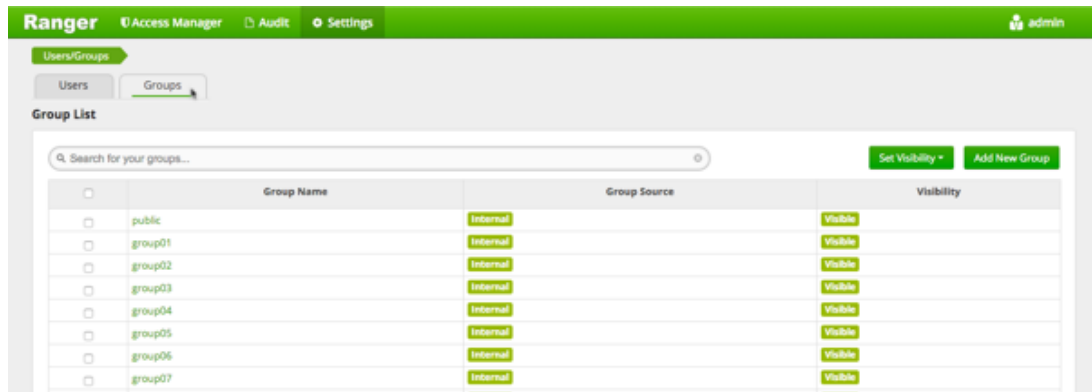 Ranger Access Manager Audit Settings admin
Users/Groups
Users Groups
Group List
Search for your groups... Set Visibility Add New Group
Group Name Group Source Visibility
public Internal Visible
group01 Internal Visible
group02 Internal Visible
group03 Internal Visible
group04 Internal Visible
group05 Internal Visible
group06 Internal Visible
group07 Internal Visible